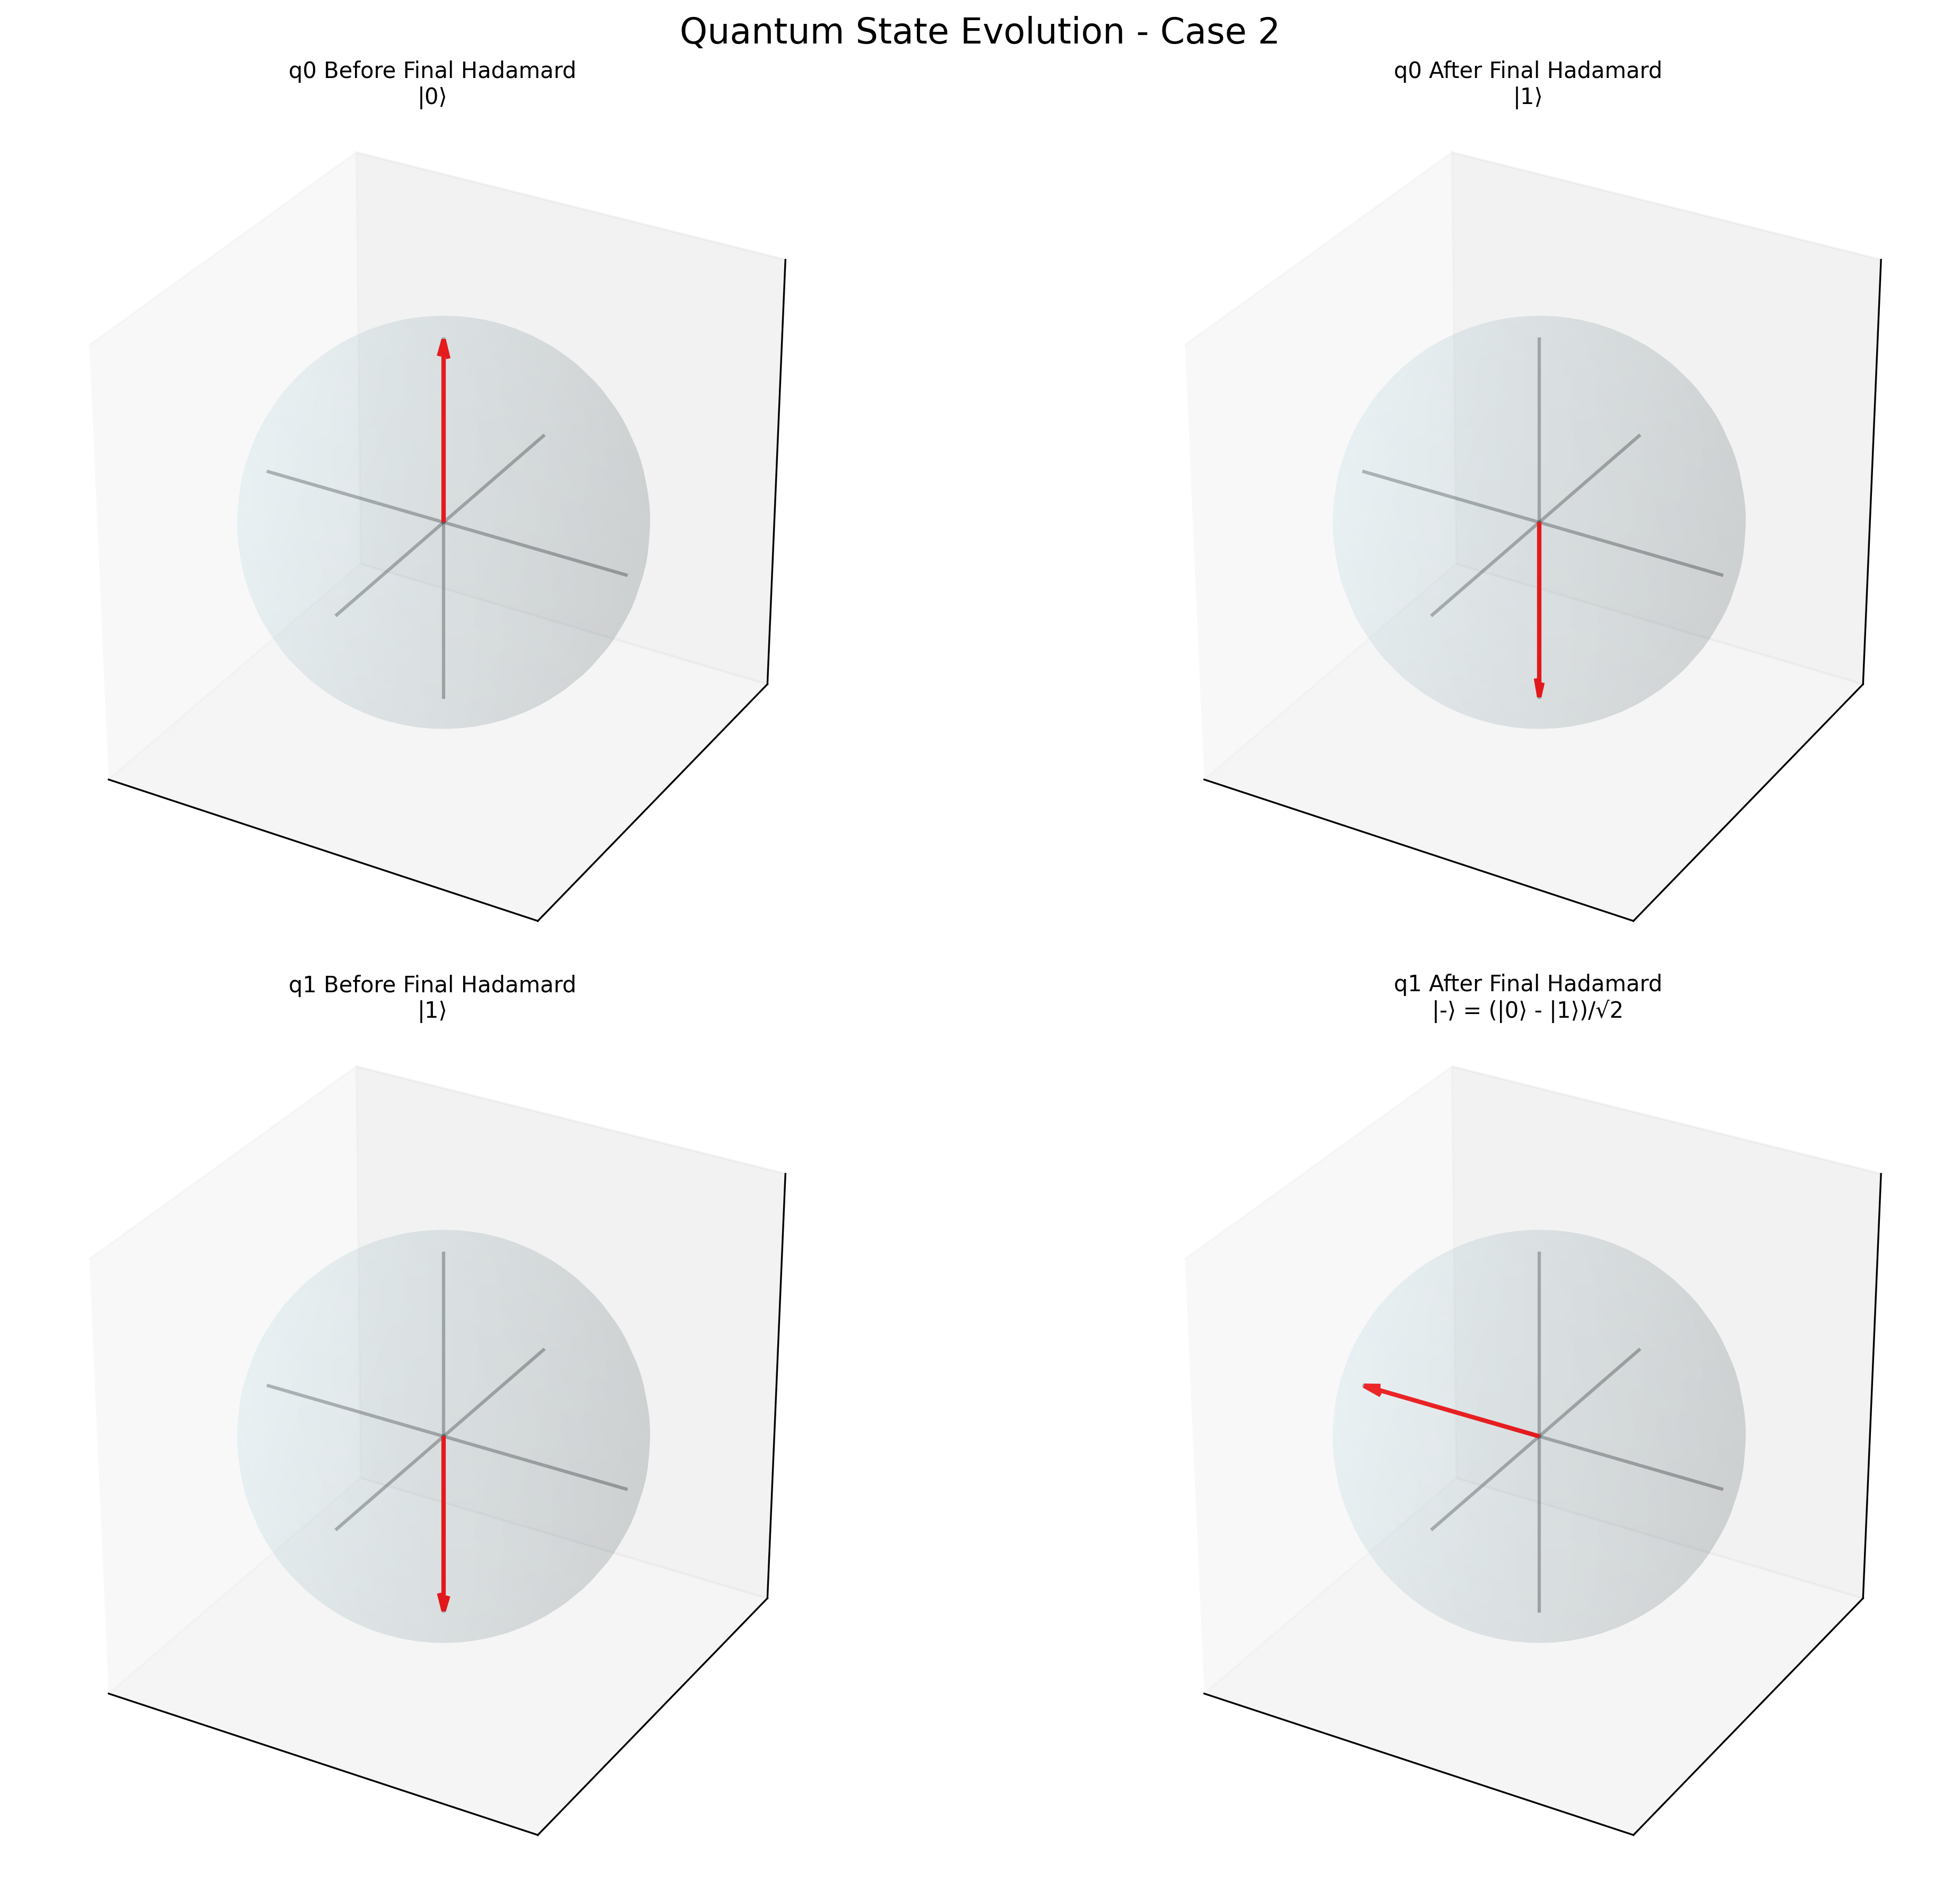 Quantum State Evolution - Case 2
q0 Before Final Hadamard
|0⟩
q0 After Final Hadamard
|1⟩
q1 Before Final Hadamard
|1⟩
q1 After Final Hadamard
|-⟩ = (|0⟩ - |1⟩)/√2